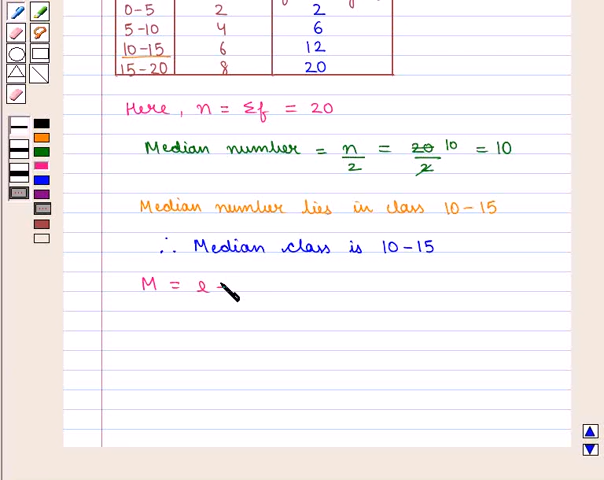 0-5 2 2
5-10 4 6
10-15 6 12
15-20 8 20
Here, n = Σf = 20
Median number = n/2 = 20/2 10 = 10
Median number lies in class 10-15
∴ Median class is 10-15
M = l